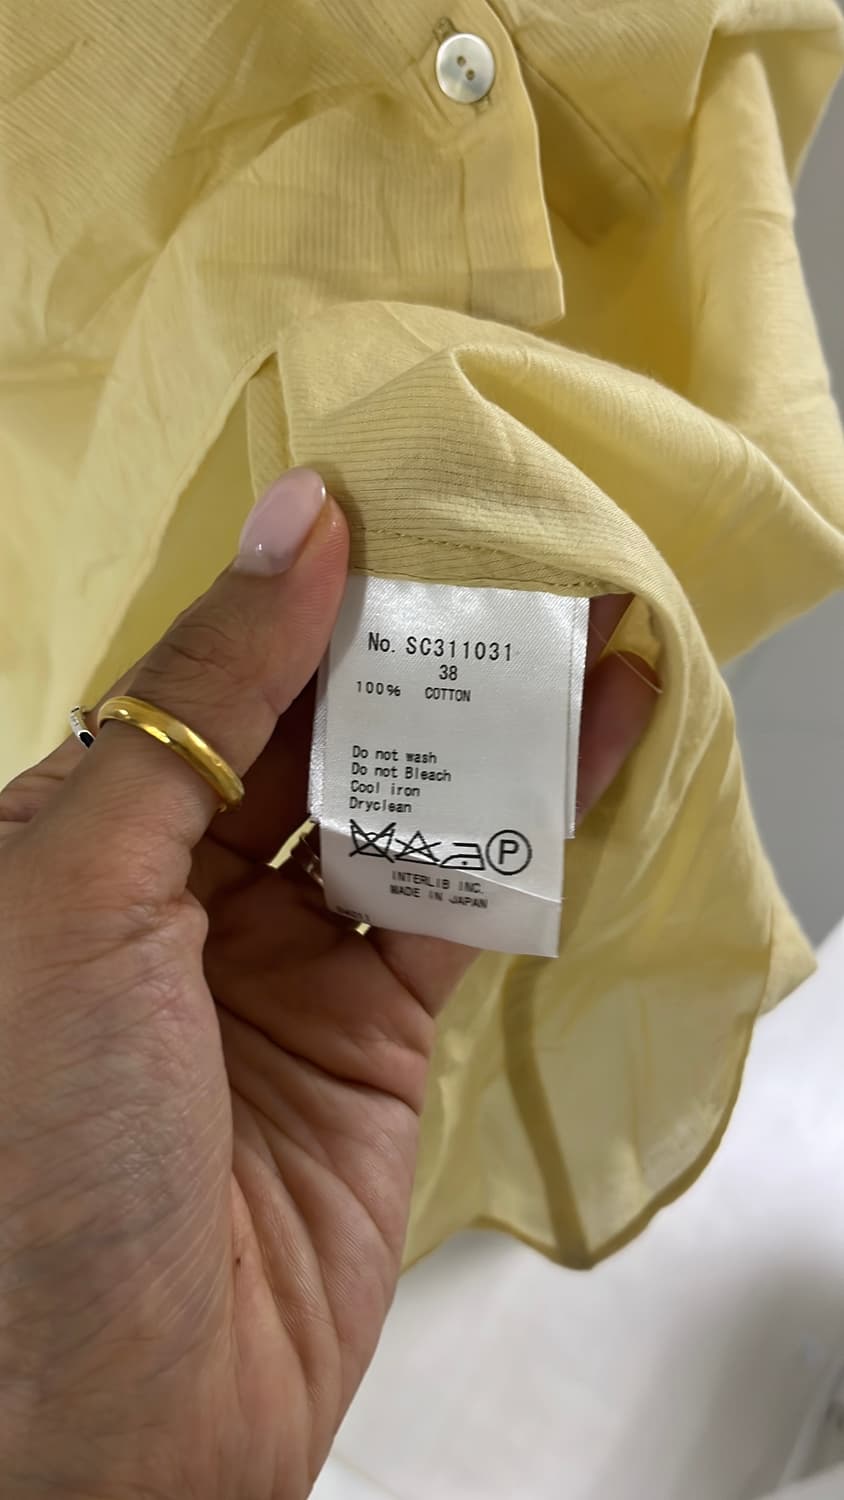 No. SC311031
38
100% COTTON
Do not wash
Do not Bleach
Cool iron
Dryclean
P
INTERLIB INC.
MADE IN JAPAN